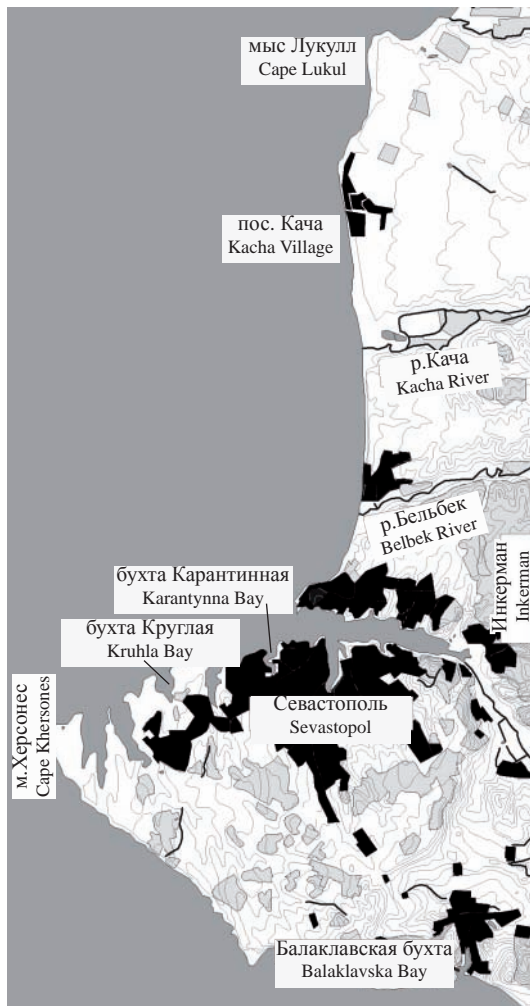 мыс Лукулл
Cape Lukul
пос. Кача
Kacha Village
р.Кача
Kacha River
р.Бельбек
Belbek River
Инкерман
Inkerman
бухта Карантинная
Karantynna Bay
бухта Круглая
Kruhla Bay
Севастополь
Sevastopol
м.Херсонес
Cape Khersones
Балаклавская бухта
Balaklavska Bay